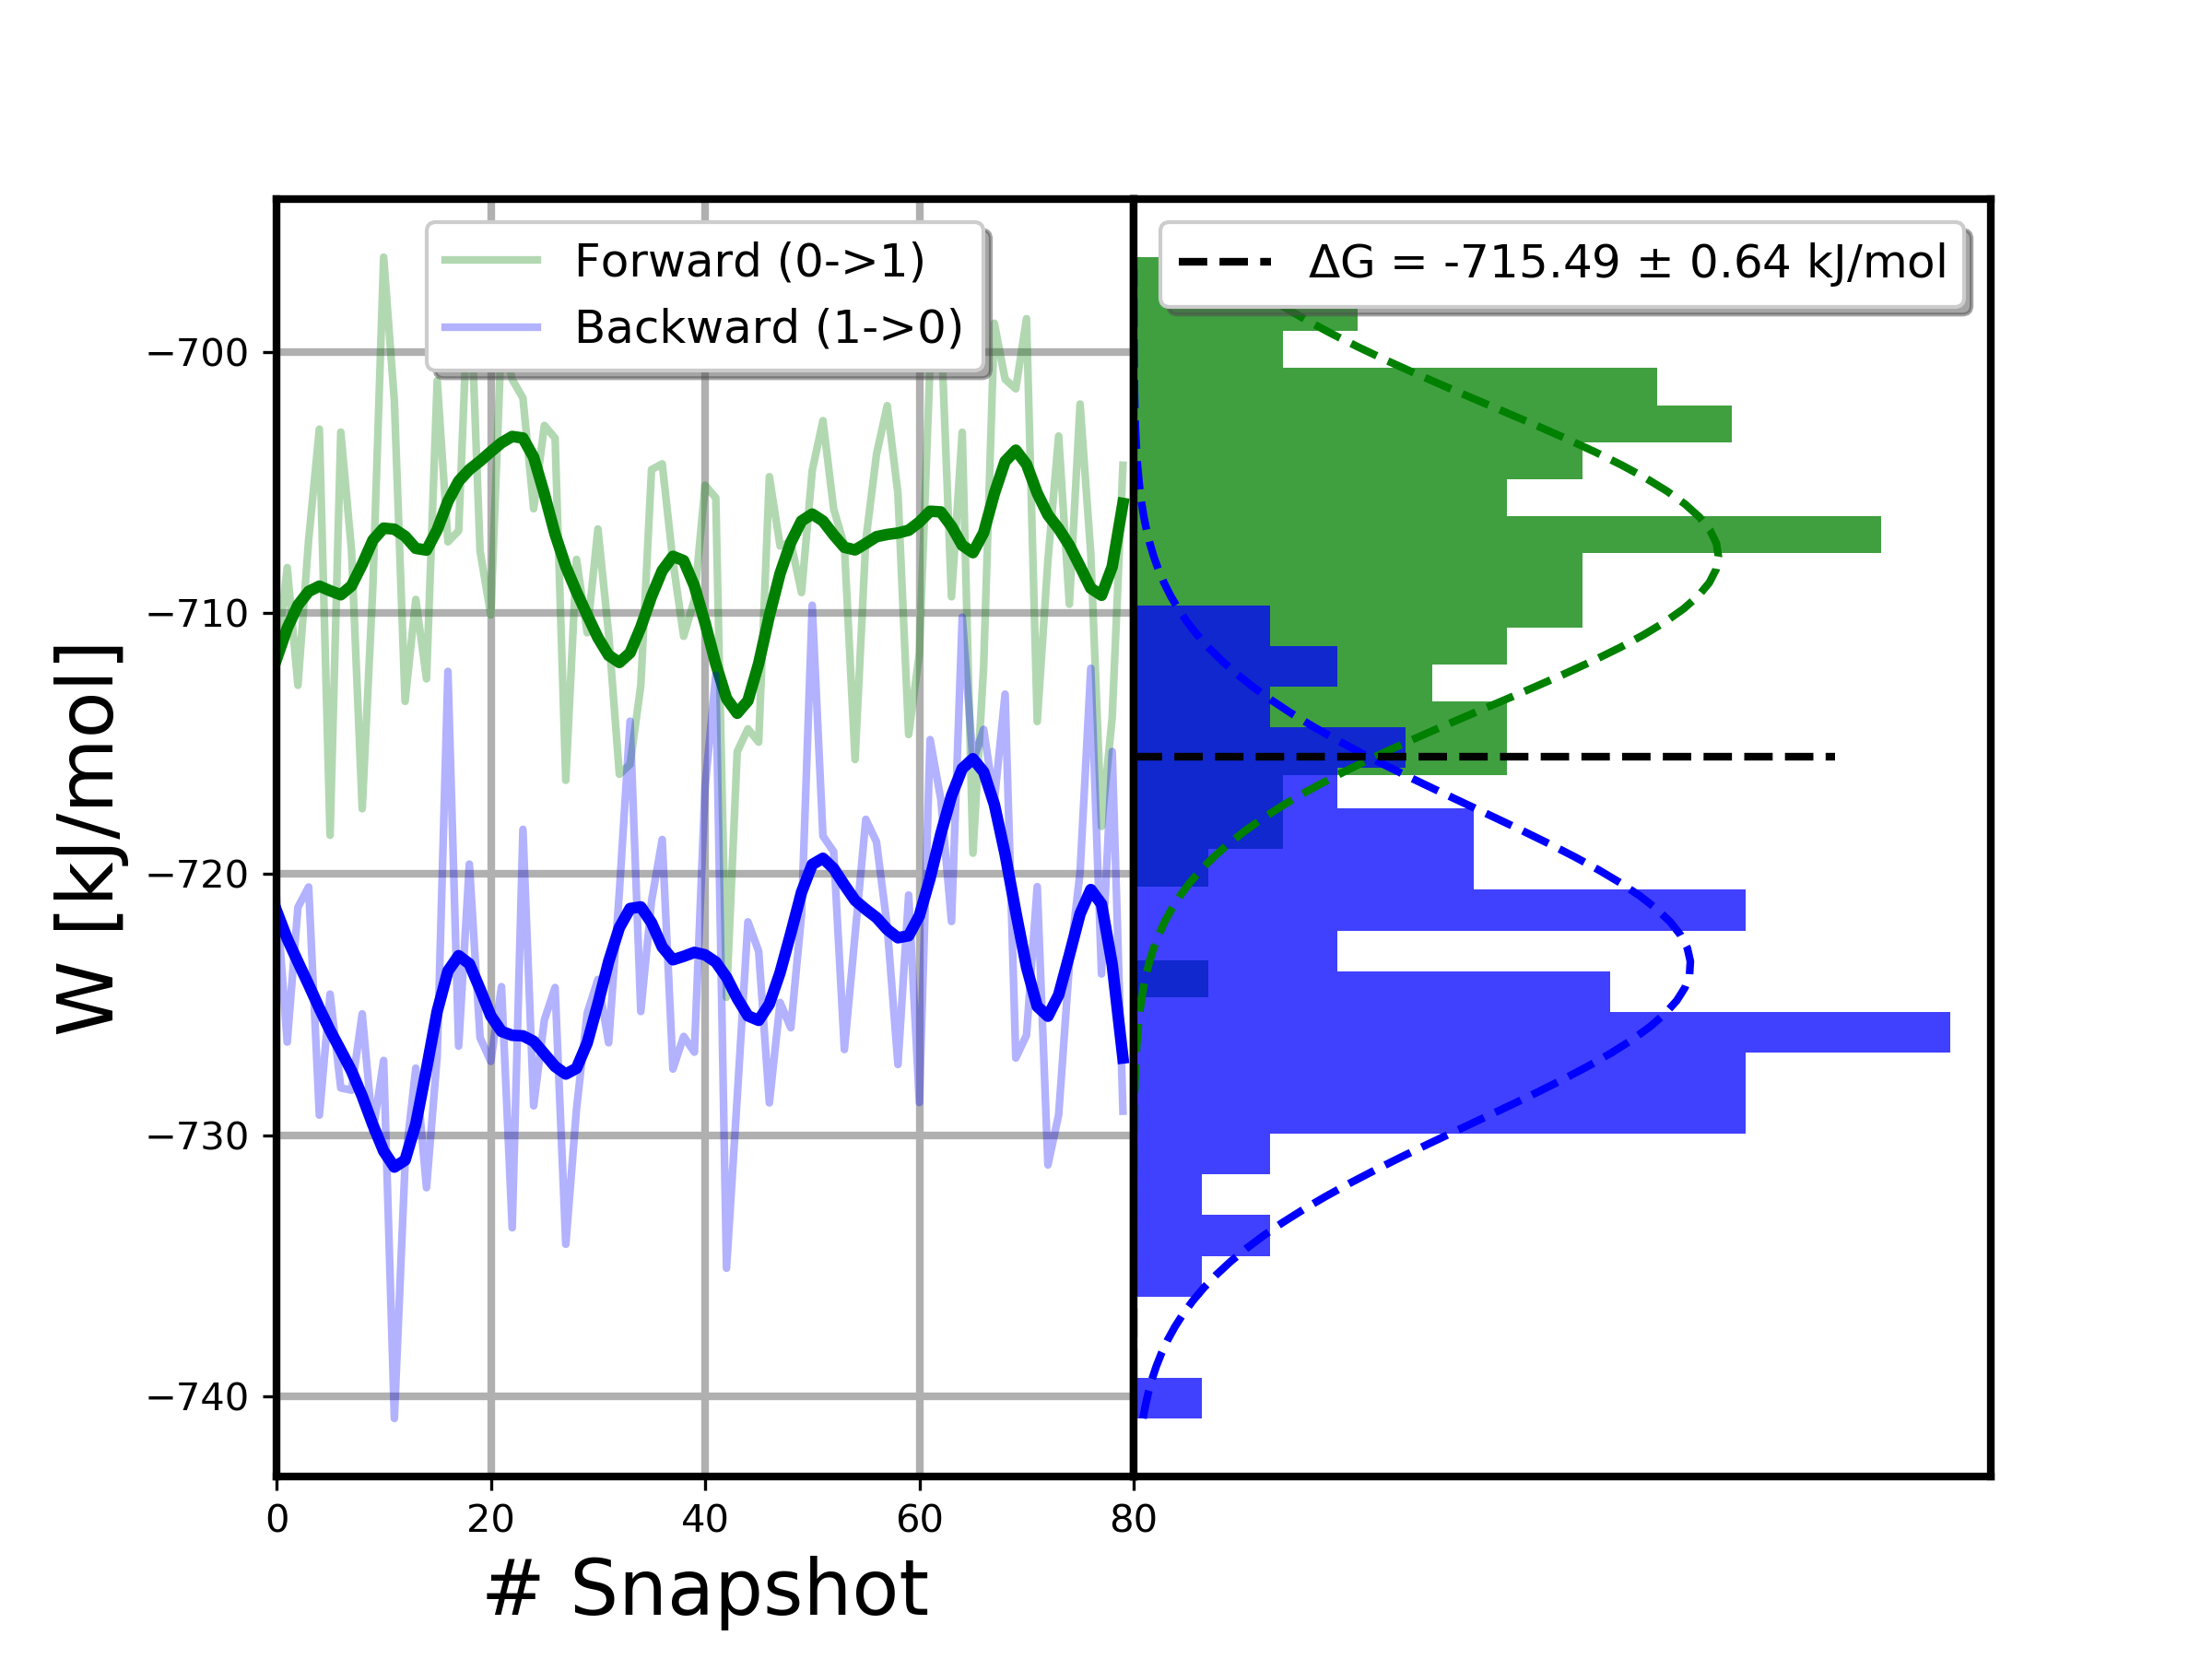 Forward (0->1)
Backward (1->0)
ΔG = -715.49 ± 0.64 kJ/mol
−700
−710
−720
−730
−740
W [kJ/mol]
0 20 40 60 80
# Snapshot